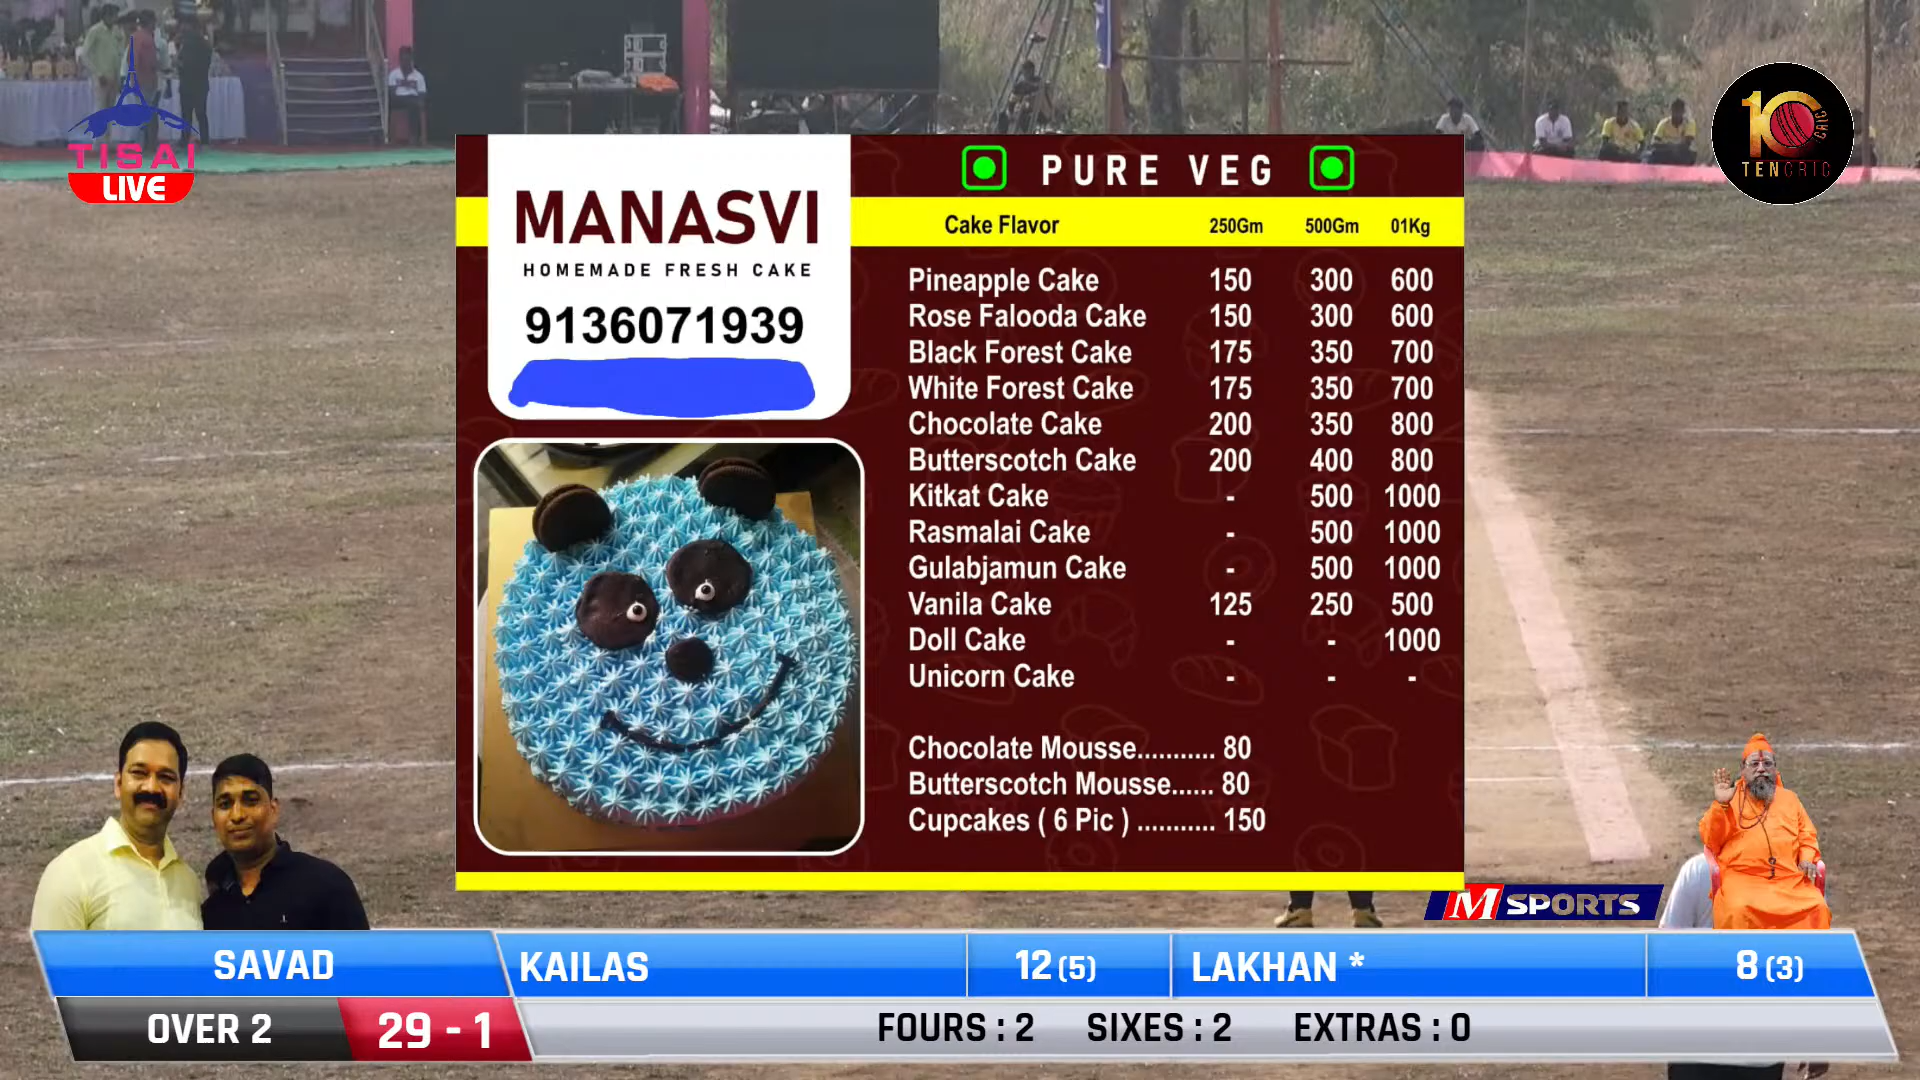 TISAI
LIVE
10
CRIC
TENCRIC
MANASVI
HOMEMADE FRESH CAKE
9136071939
PURE VEG
Cake Flavor 250Gm 500Gm 01Kg
Pineapple Cake 150 300 600
Rose Falooda Cake 150 300 600
Black Forest Cake 175 350 700
White Forest Cake 175 350 700
Chocolate Cake 200 350 800
Butterscotch Cake 200 400 800
Kitkat Cake - 500 1000
Rasmalai Cake - 500 1000
Gulabjamun Cake - 500 1000
Vanila Cake 125 250 500
Doll Cake - - 1000
Unicorn Cake - - -
Chocolate Mousse........... 80
Butterscotch Mousse...... 80
Cupcakes ( 6 Pic ) ........... 150
M SPORTS
SAVAD KAILAS 12 (5) LAKHAN * 8 (3)
OVER 2 29 - 1 FOURS : 2 SIXES : 2 EXTRAS : 0